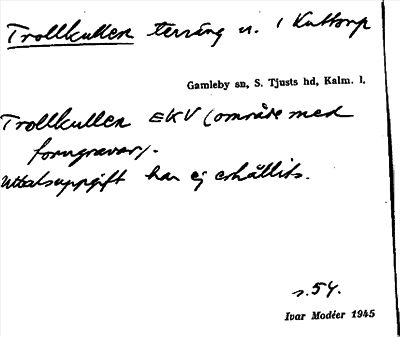 Trollkullen terräng n. i Kuttorp
Gamleby sn, S. Tjusts hd, Kalm. l.
Trollkullen EKV (område med
forngravar).
Uttalsuppgift har ej erhållits.
s. 54.
Ivar Modéer 1945